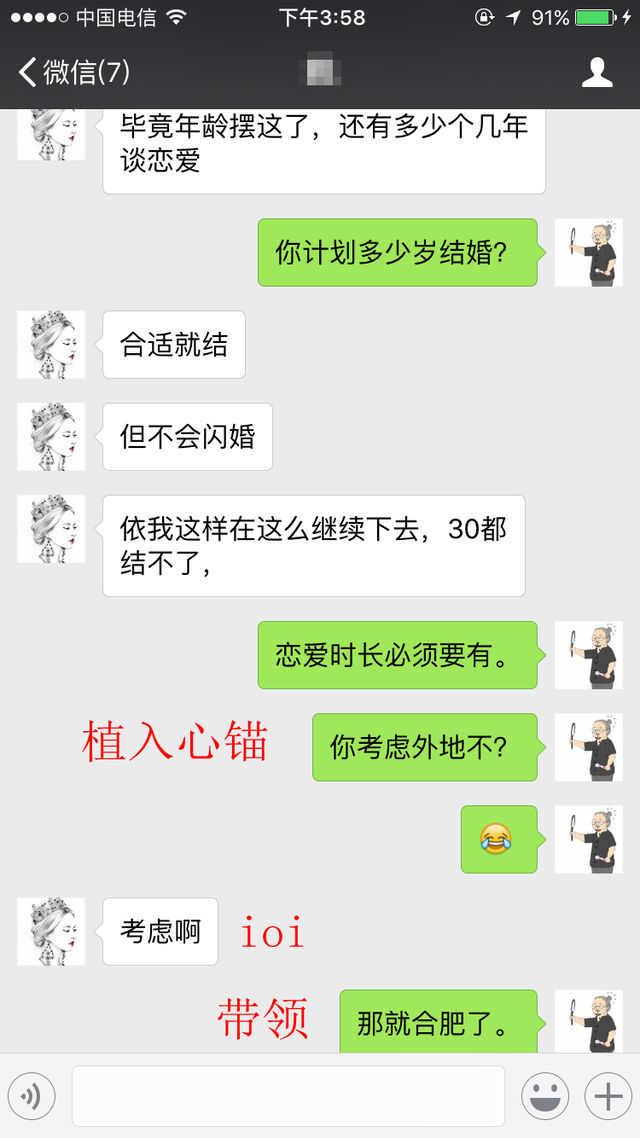 中国电信 下午3:58 91%
微信(7)
毕竟年龄摆这了，还有多少个几年
谈恋爱
你计划多少岁结婚？
合适就结
但不会闪婚
依我这样在这么继续下去，30都
结不了，
恋爱时长必须要有。
植入心锚 你考虑外地不？
考虑啊 ioi
带领 那就合肥了。